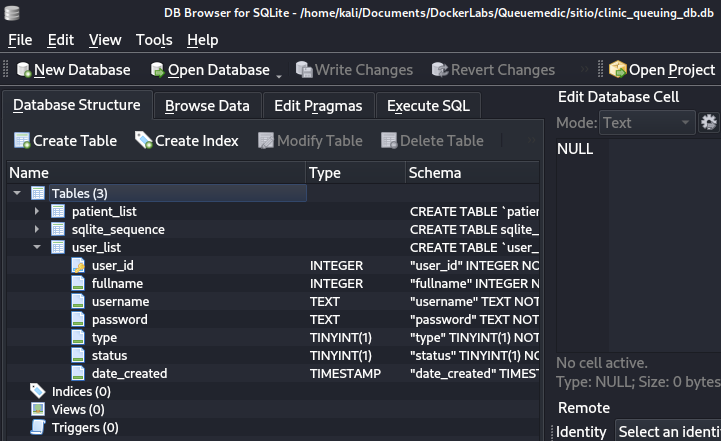 DB Browser for SQLite - /home/kali/Documents/DockerLabs/Queuemedic/sitio/clinic_queuing_db.db
File Edit View Tools Help
New Database Open Database Write Changes Revert Changes » Open Project
Database Structure Browse Data Edit Pragmas Execute SQL
Edit Database Cell
Mode: Text
NULL
Create Table Create Index Modify Table Delete Table
Name Type Schema
Tables (3)
patient_list CREATE TABLE `patier
sqlite_sequence CREATE TABLE sqlite_
user_list CREATE TABLE `user_
user_id INTEGER "user_id" INTEGER NO
fullname INTEGER "fullname" INTEGER N
username TEXT "username" TEXT NOT
password TEXT "password" TEXT NOT
type TINYINT(1) "type" TINYINT(1) NO
status TINYINT(1) "status" TINYINT(1) N
date_created TIMESTAMP "date_created" TIMEST
Indices (0)
Views (0)
Triggers (0)
No cell active.
Type: NULL; Size: 0 bytes
Remote
Identity Select an identi